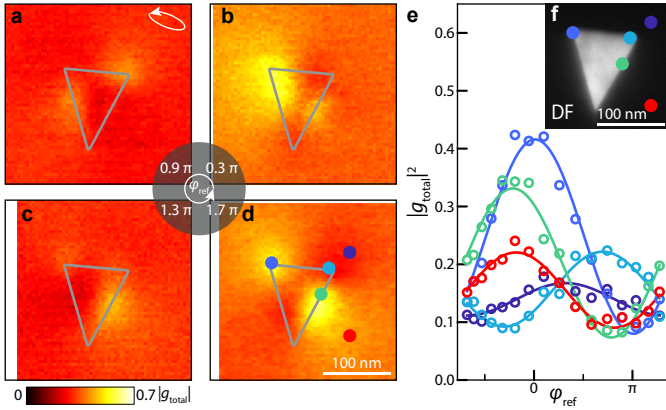 a
b
0.9 π
0.3 π
φref
1.3 π
1.7 π
c
d
100 nm
0
0.7
|gtotal|
e
|gtotal|²
0.6
0.5
0.4
0.3
0.2
0.1
0
π
φref
f
DF
100 nm